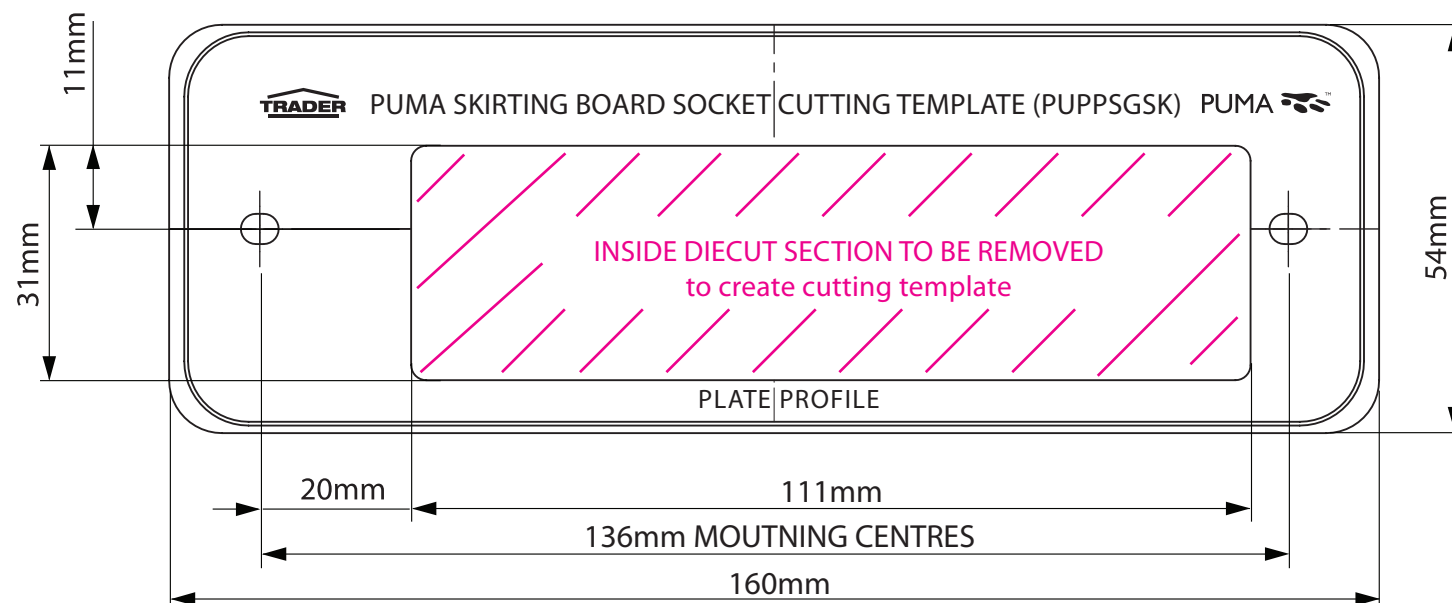 11mm
TRADER PUMA SKIRTING BOARD SOCKET CUTTING TEMPLATE (PUPPSGSK) PUMA ™
31mm
54mm
INSIDE DIECUT SECTION TO BE REMOVED
to create cutting template
PLATE PROFILE
20mm
111mm
136mm MOUTNING CENTRES
160mm